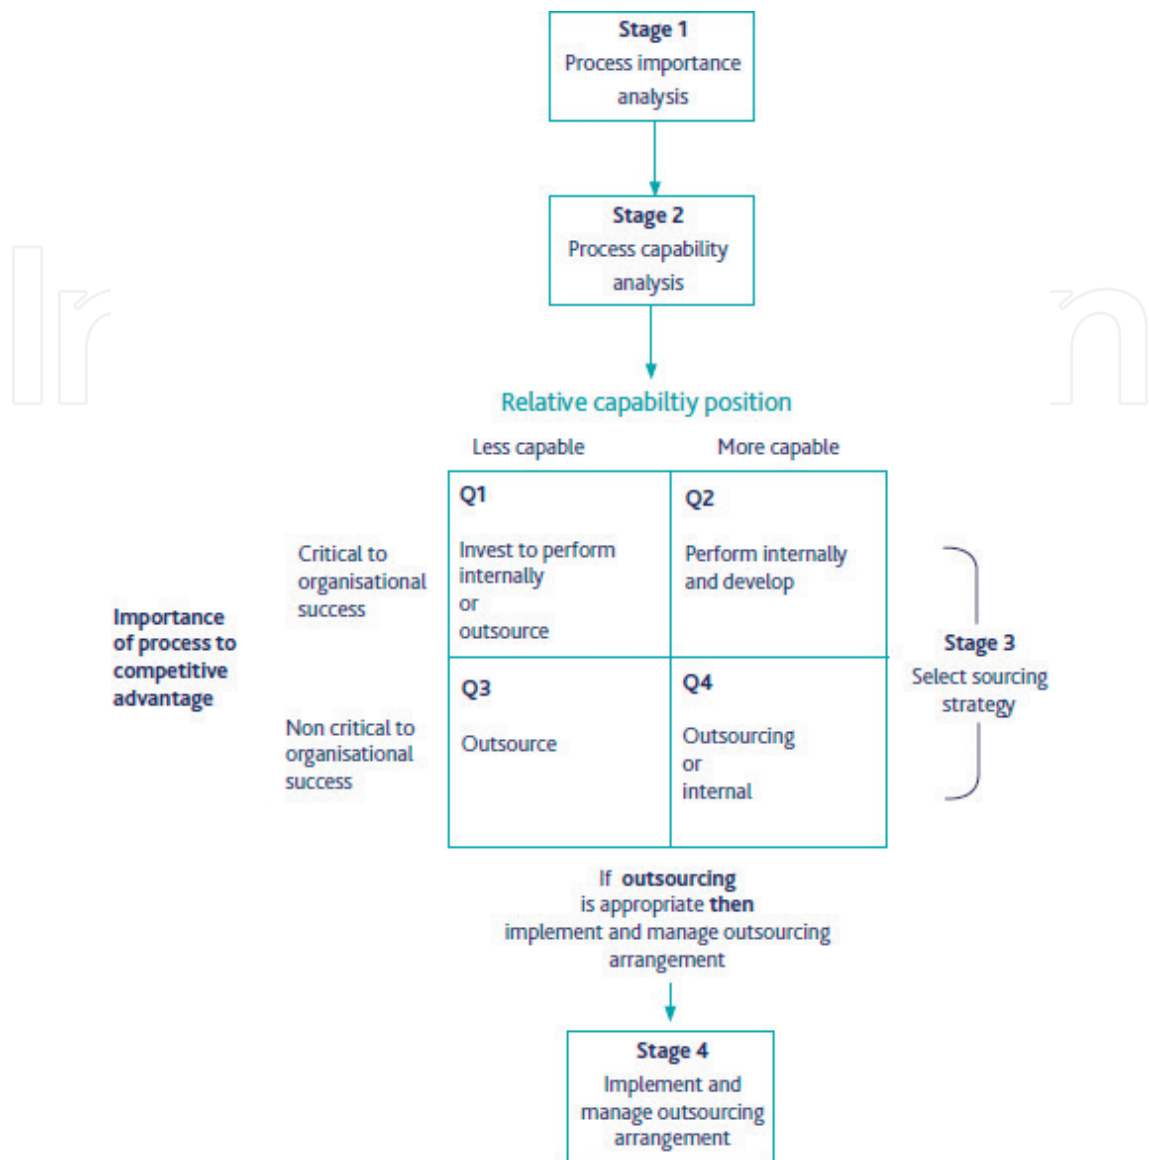 Stage 1
Process importance
analysis
Stage 2
Process capability
analysis
Relative capabiltiy position
Less capable
More capable
Importance
of process to
competitive
advantage
Critical to
organisational
success
Q1
Invest to perform
internally
or
outsource
Q2
Perform internally
and develop
Non critical to
organisational
success
Q3
Outsource
Q4
Outsourcing
or
internal
Stage 3
Select sourcing
strategy
If outsourcing
is appropriate then
implement and manage outsourcing
arrangement
Stage 4
Implement and
manage outsourcing
arrangement